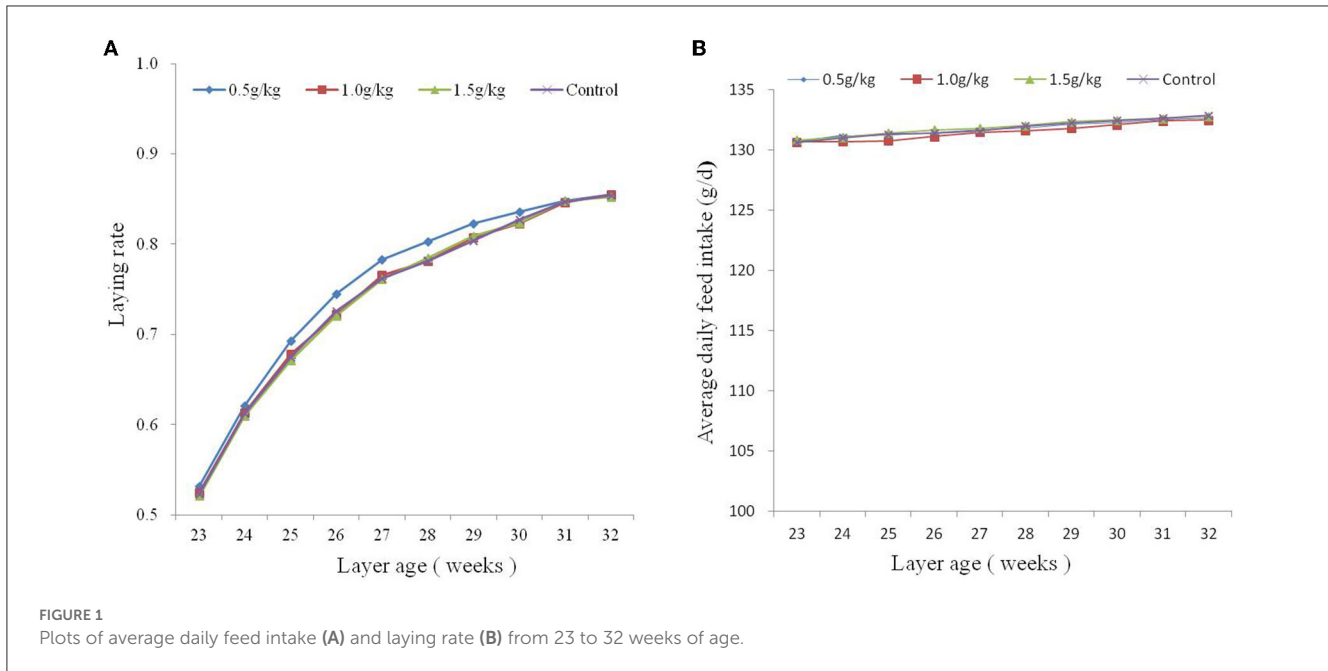 A
1.0
0.5g/kg 1.0g/kg 1.5g/kg Control
0.9
0.8
0.7
0.6
0.5
Laying rate
23 24 25 26 27 28 29 30 31 32
Layer age ( weeks )
B
0.5g/kg 1.0g/kg 1.5g/kg Control
135
130
125
120
115
110
105
100
Average daily feed intake (g/d)
23 24 25 26 27 28 29 30 31 32
Layer age ( weeks )
FIGURE 1
Plots of average daily feed intake (A) and laying rate (B) from 23 to 32 weeks of age.